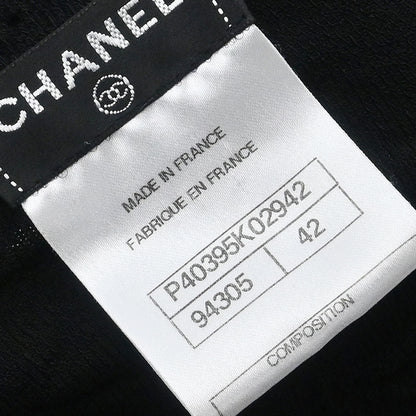 CHANEL
MADE IN FRANCE
FABRIQUE EN FRANCE
P40395K02942
94305 42
COMPOSITION